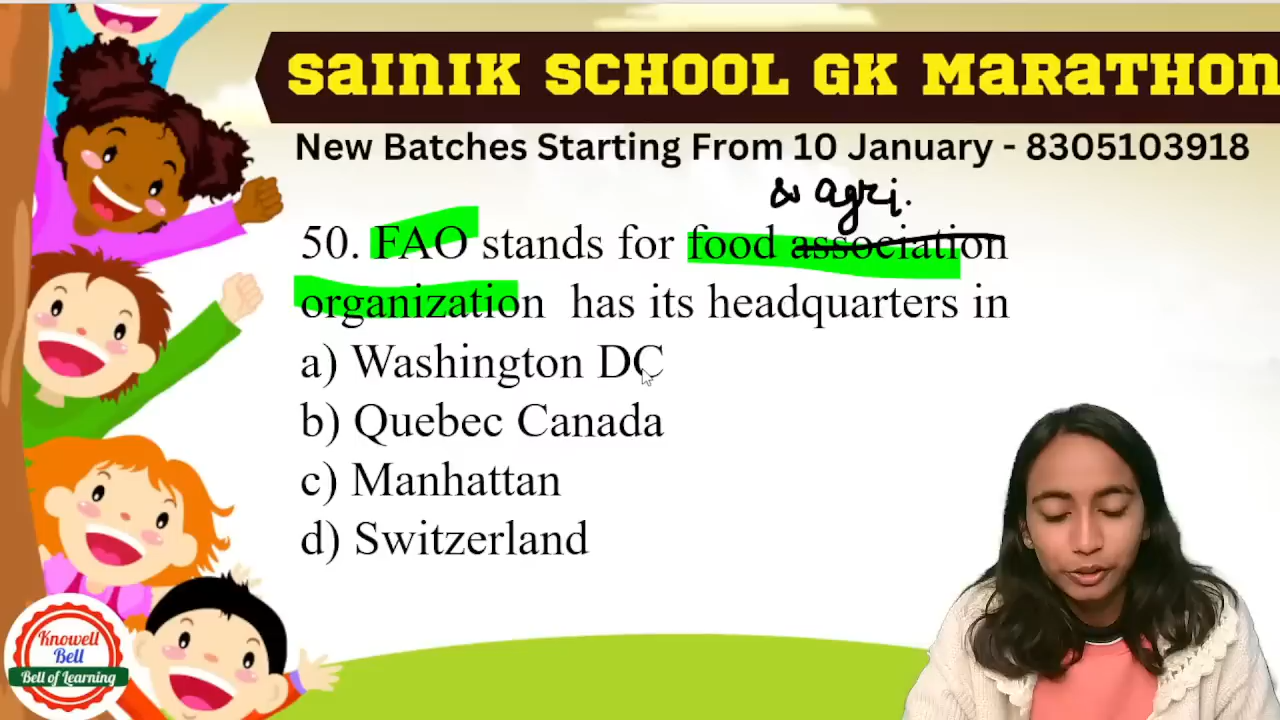 SAINIK SCHOOL GK MARATHON
New Batches Starting From 10 January - 8305103918
& agri.
50. FAO stands for food association
organization has its headquarters in
a) Washington DC
b) Quebec Canada
c) Manhattan
d) Switzerland
Knowell
Bell
Bell of Learning